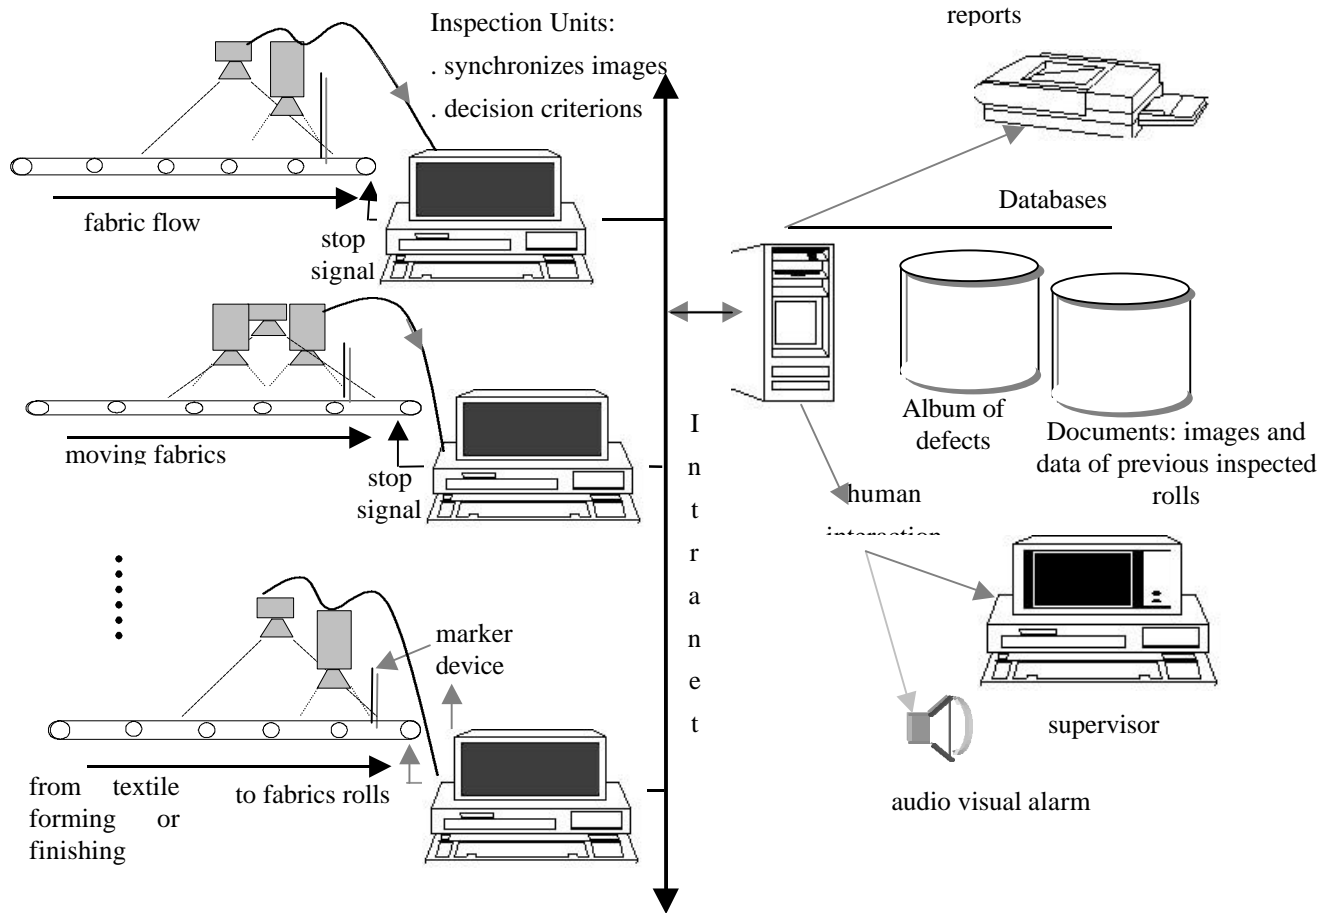 Inspection Units:
. synchronizes images
. decision criterions
fabric flow
stop
signal
moving fabrics
stop
signal
marker
device
from textile
forming or
finishing
to fabrics rolls
Intranet
reports
Databases
Album of
defects
Documents: images and
data of previous inspected
rolls
human
interaction
supervisor
audio visual alarm